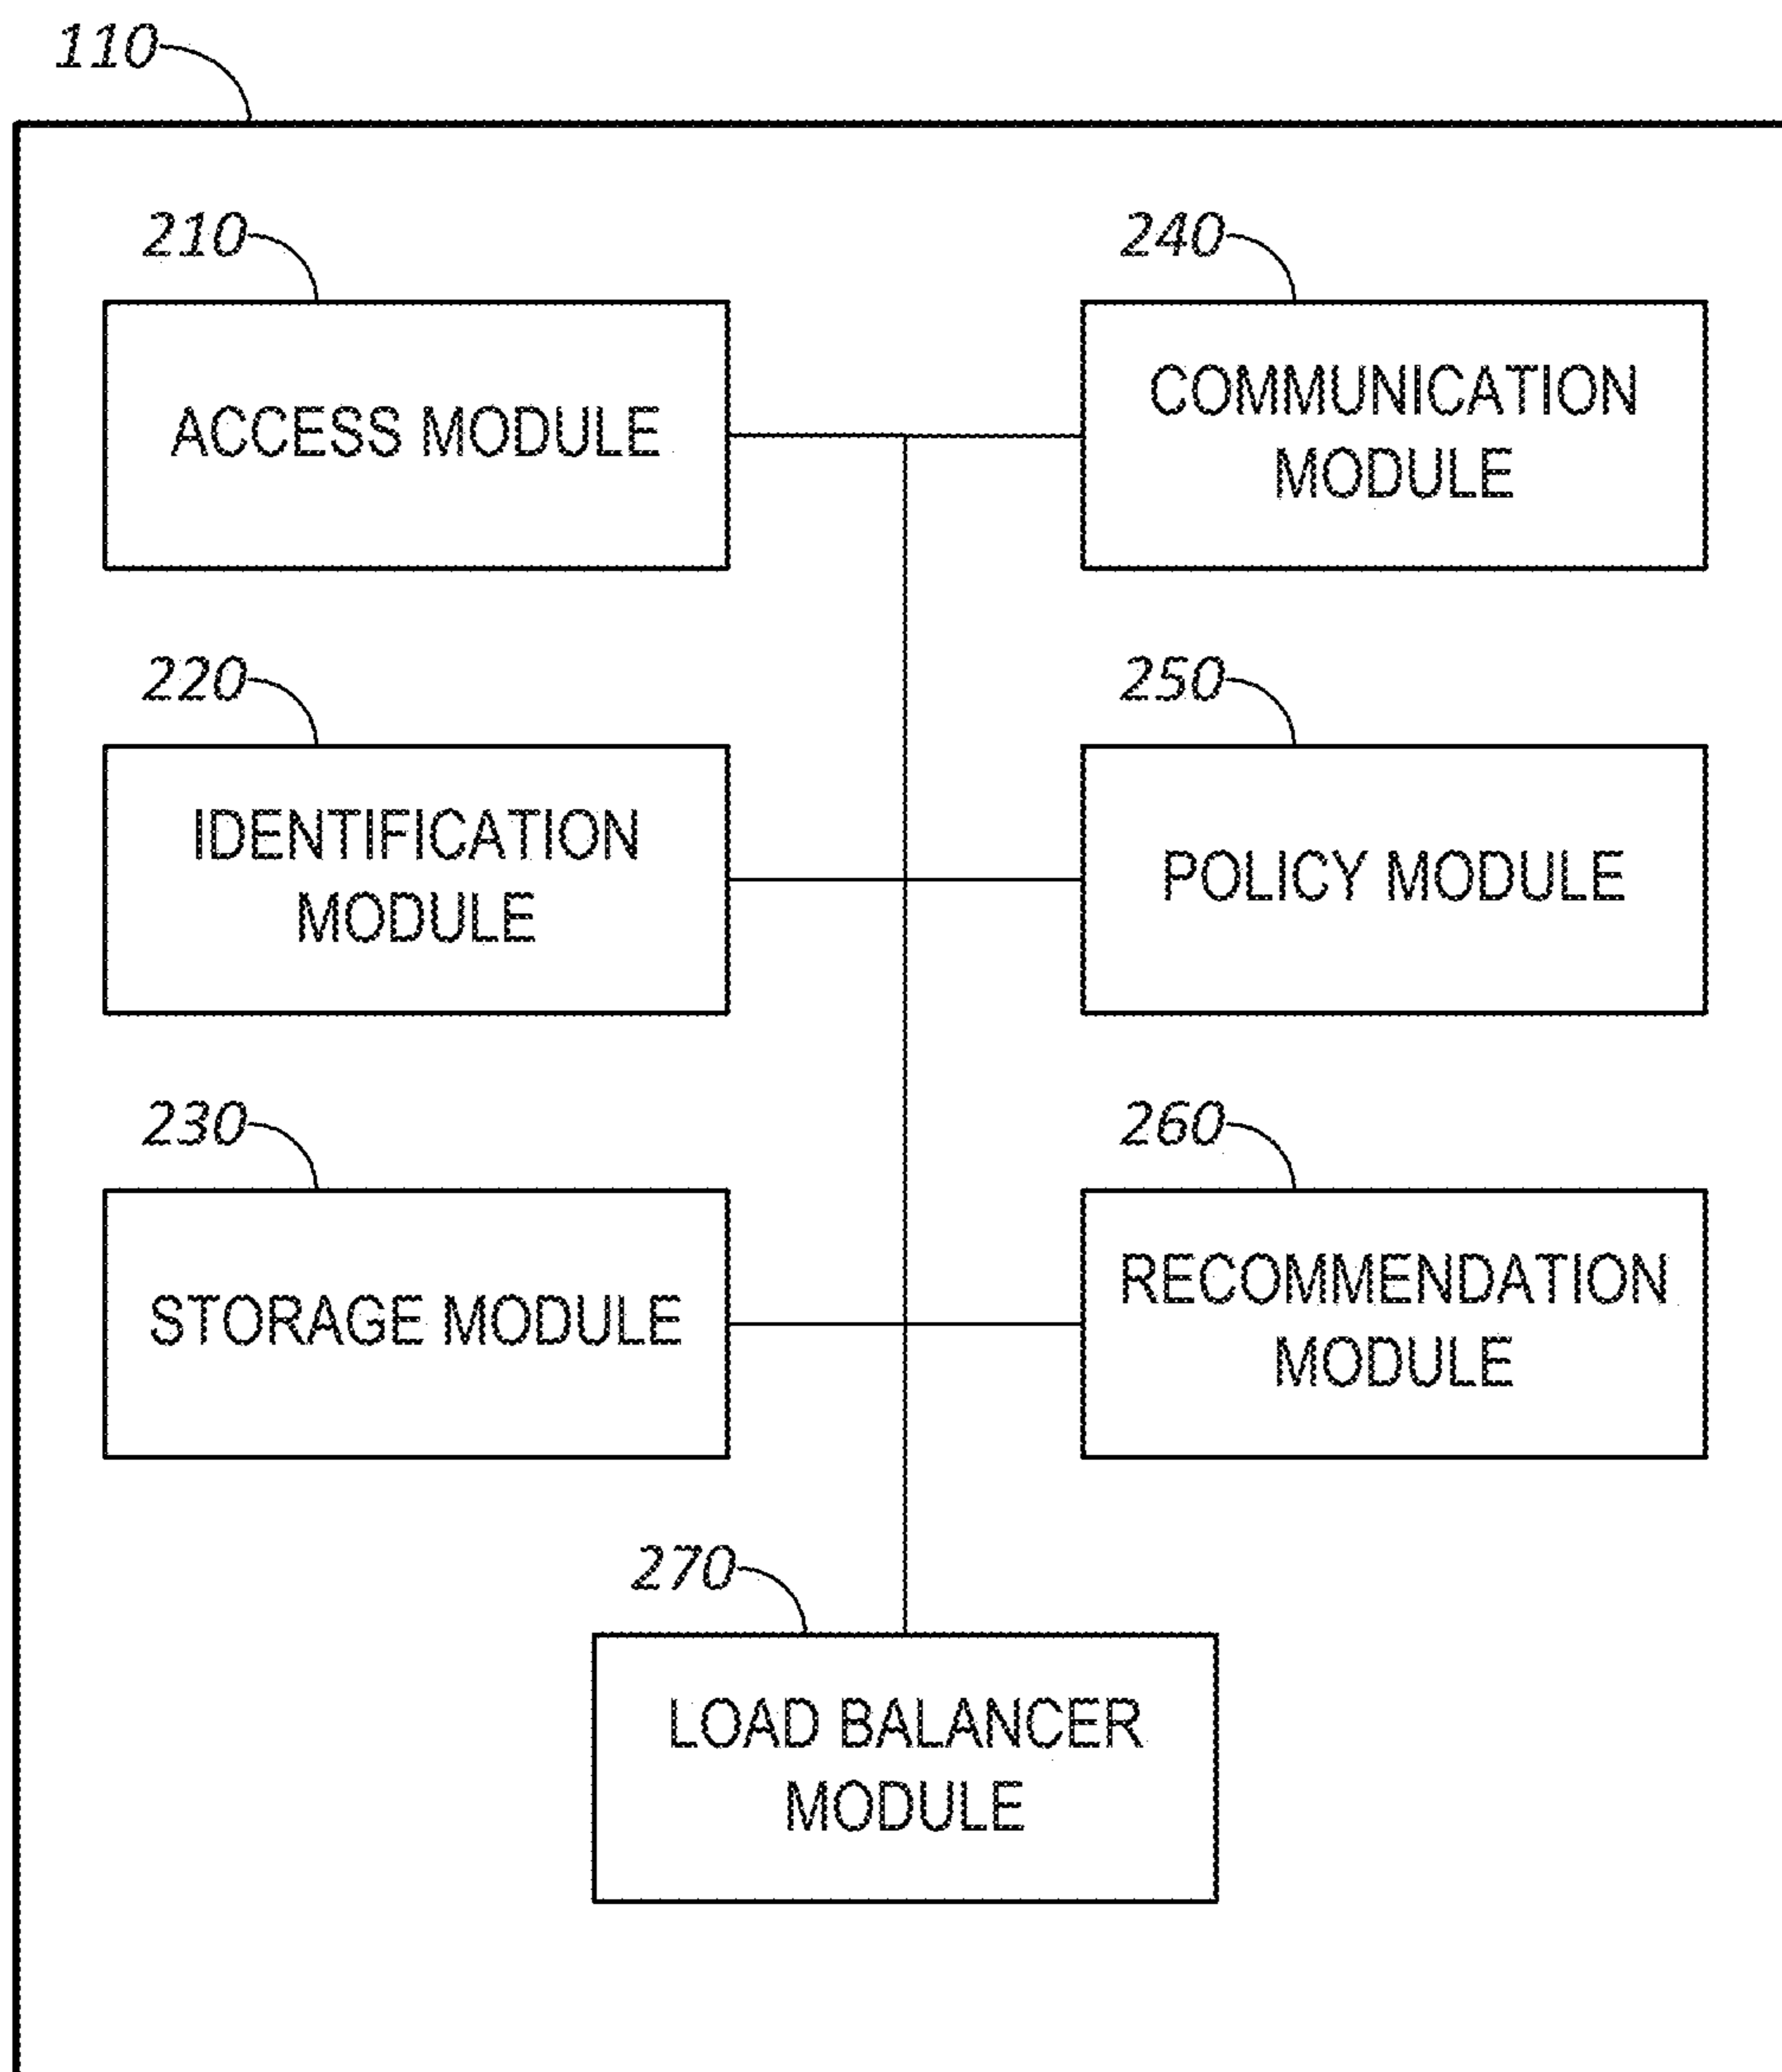 110
210
ACCESS MODULE
240
COMMUNICATION
MODULE
220
IDENTIFICATION
MODULE
250
POLICY MODULE
230
STORAGE MODULE
260
RECOMMENDATION
MODULE
270
LOAD BALANCER
MODULE